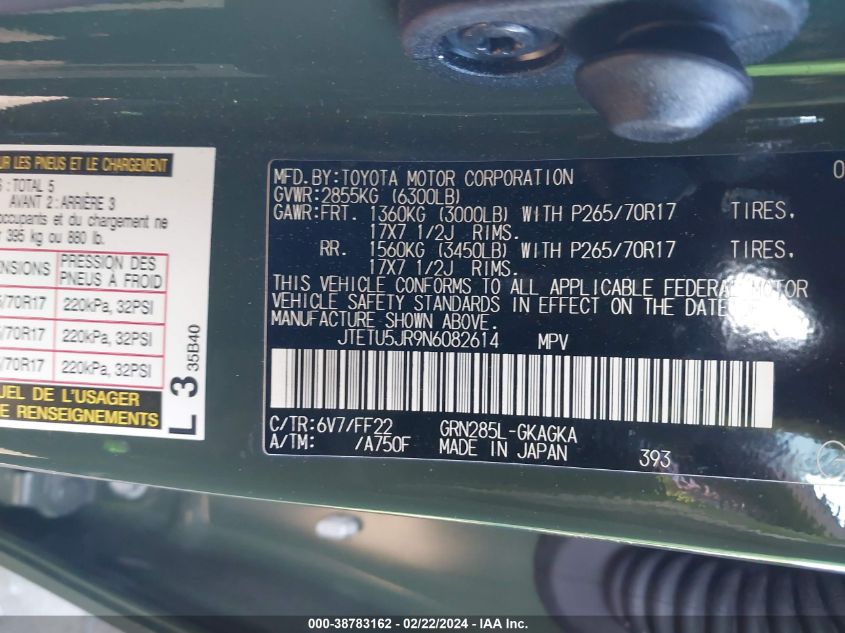 UR LES PNEUS ET LE CHARGEMENT
: TOTAL 5
AVANT 2: ARRIÈRE 3
occupants et du chargement ne
395 kg ou 880 lb.
ENSIONS PRESSION DES PNEUS À FROID
/70R17 220kPa, 32PSI
/70R17 220kPa, 32PSI
/70R17 220kPa, 32PSI
UEL DE L'USAGER
E RENSEIGNEMENTS
L 3 35B40
MFD.BY:TOYOTA MOTOR CORPORATION
GVWR:2855KG (6300LB)
GAWR:FRT. 1360KG (3000LB) WITH P265/70R17 TIRES,
17X7 1/2J RIMS.
RR. 1560KG (3450LB) WITH P265/70R17 TIRES,
17X7 1/2J RIMS.
THIS VEHICLE CONFORMS TO ALL APPLICABLE FEDERAL MOTOR
VEHICLE SAFETY STANDARDS IN EFFECT ON THE DATE
MANUFACTURE SHOWN ABOVE.
JTETU5JR9N6082614 MPV
C/TR:6V7/FF22 GRN285L-GKAGKA
A/TM: /A750F MADE IN JAPAN 393
000-38783162 - 02/22/2024 - IAA Inc.